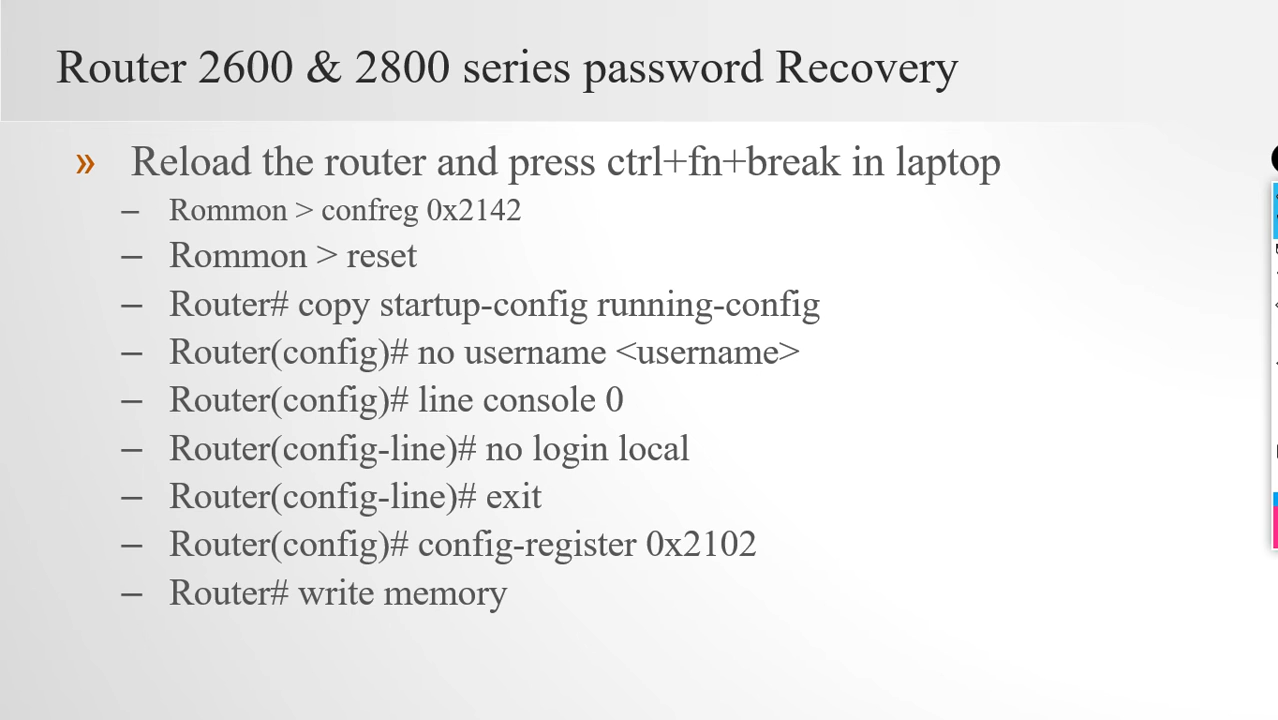 Router 2600 & 2800 series password Recovery
» Reload the router and press ctrl+fn+break in laptop
– Rommon > confreg 0x2142
– Rommon > reset
– Router# copy startup-config running-config
– Router(config)# no username <username>
– Router(config)# line console 0
– Router(config-line)# no login local
– Router(config-line)# exit
– Router(config)# config-register 0x2102
– Router# write memory